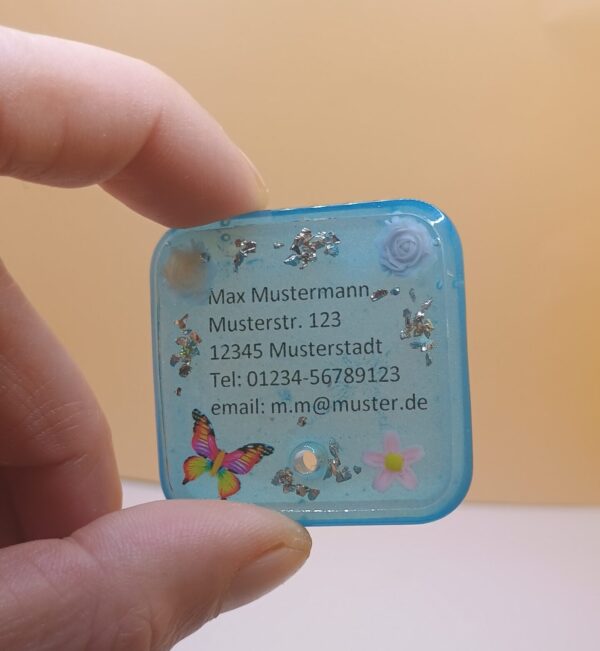 Max Mustermann
Musterstr. 123
12345 Musterstadt
Tel: 01234-56789123
email: m.m@muster.de